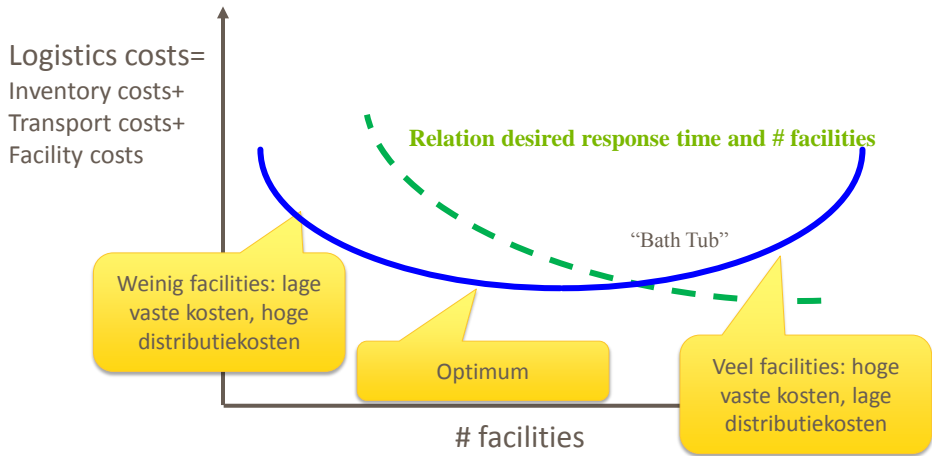 Logistics costs=
Inventory costs+
Transport costs+
Facility costs
Relation desired response time and # facilities
“Bath Tub”
Weinig facilities: lage
vaste kosten, hoge
distributiekosten
Optimum
Veel facilities: hoge
vaste kosten, lage
distributiekosten
# facilities